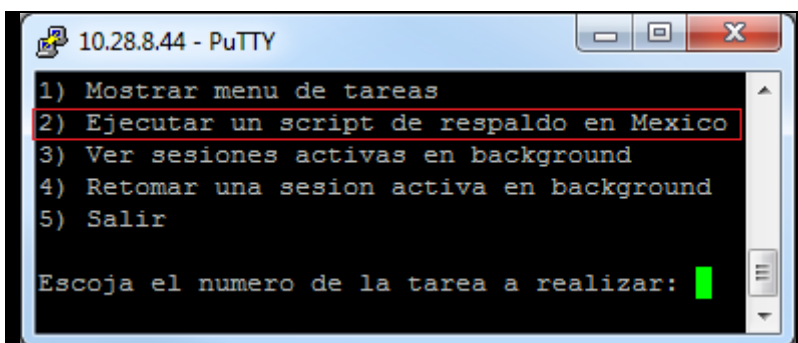 10.28.8.44 - PuTTY
1) Mostrar menu de tareas
2) Ejecutar un script de respaldo en Mexico
3) Ver sesiones activas en background
4) Retomar una sesion activa en background
5) Salir
Escoja el numero de la tarea a realizar: